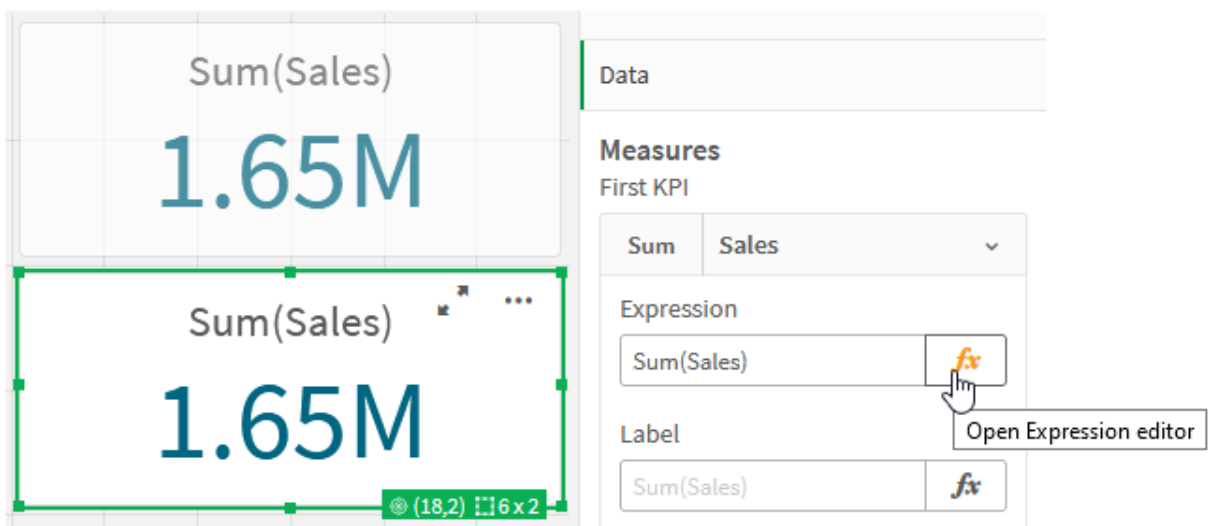 Sum(Sales)
1.65M
Sum(Sales)
1.65M
(18,2) 6 x 2
Data
Measures
First KPI
Sum Sales
Expression
Sum(Sales) fx
Open Expression editor
Label
Sum(Sales) fx